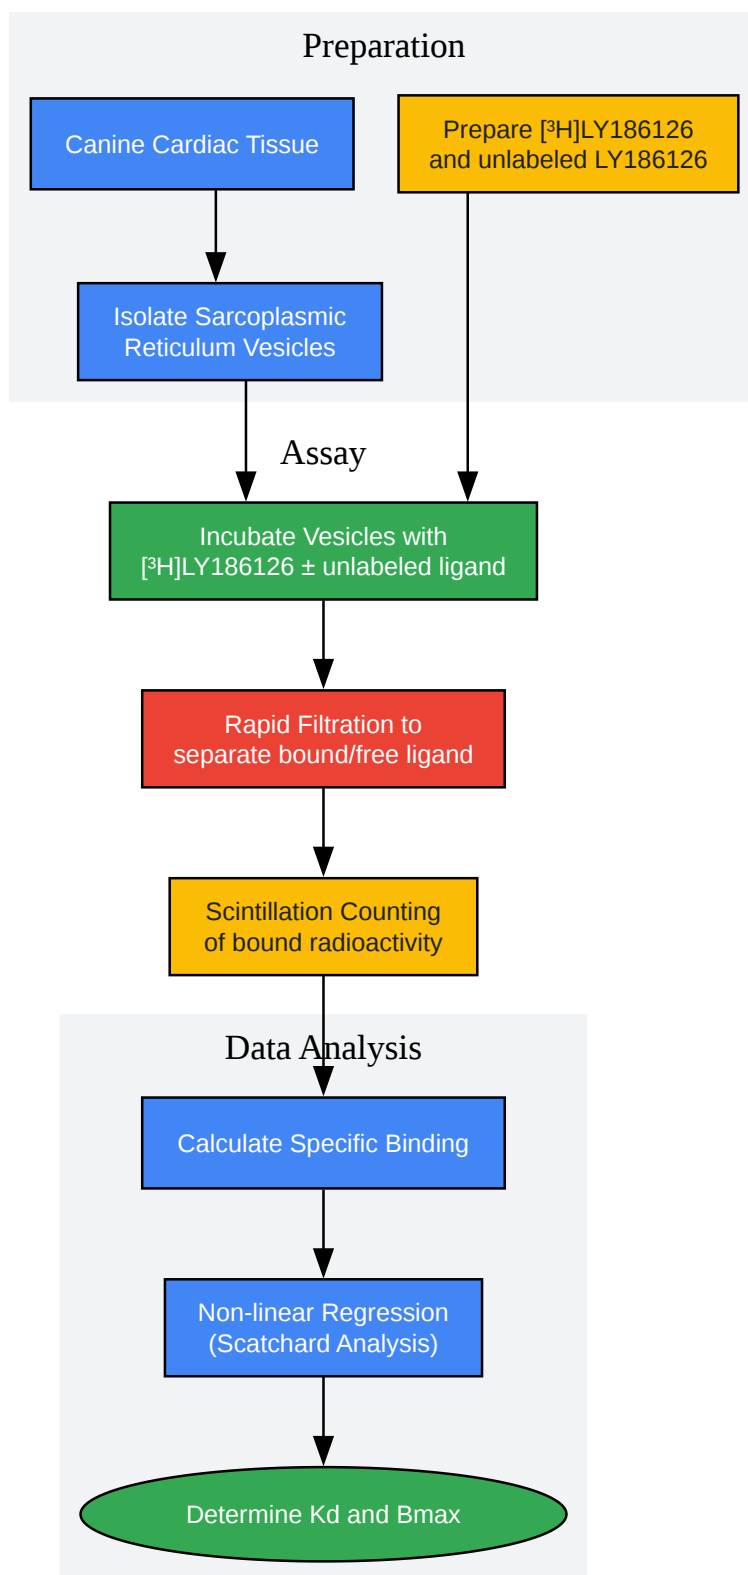 Preparation
Canine Cardiac Tissue
Prepare [³H]LY186126
and unlabeled LY186126
Isolate Sarcoplasmic
Reticulum Vesicles
Assay
Incubate Vesicles with
[³H]LY186126 ± unlabeled ligand
Rapid Filtration to
separate bound/free ligand
Scintillation Counting
of bound radioactivity
Data Analysis
Calculate Specific Binding
Non-linear Regression
(Scatchard Analysis)
Determine Kd and Bmax